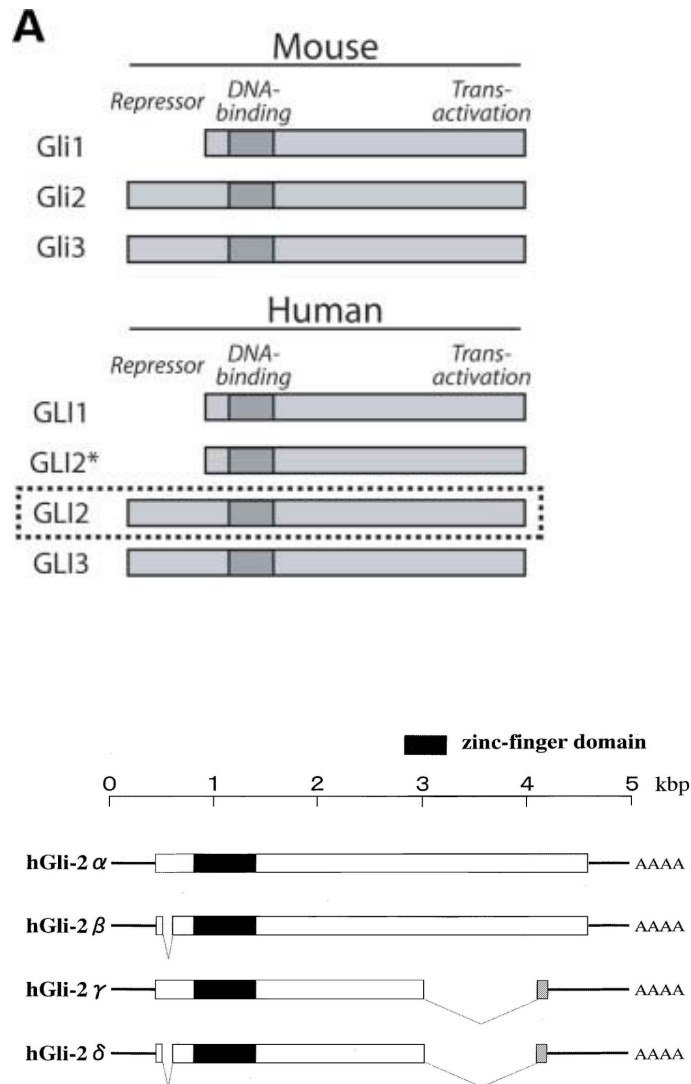 A
Mouse
Repressor DNA-binding Trans-activation
Gli1
Gli2
Gli3
Human
Repressor DNA-binding Trans-activation
GLI1
GLI2*
GLI2
GLI3
zinc-finger domain
0 1 2 3 4 5 kbp
hGli-2 α AAAA
hGli-2 β AAAA
hGli-2 γ AAAA
hGli-2 δ AAAA